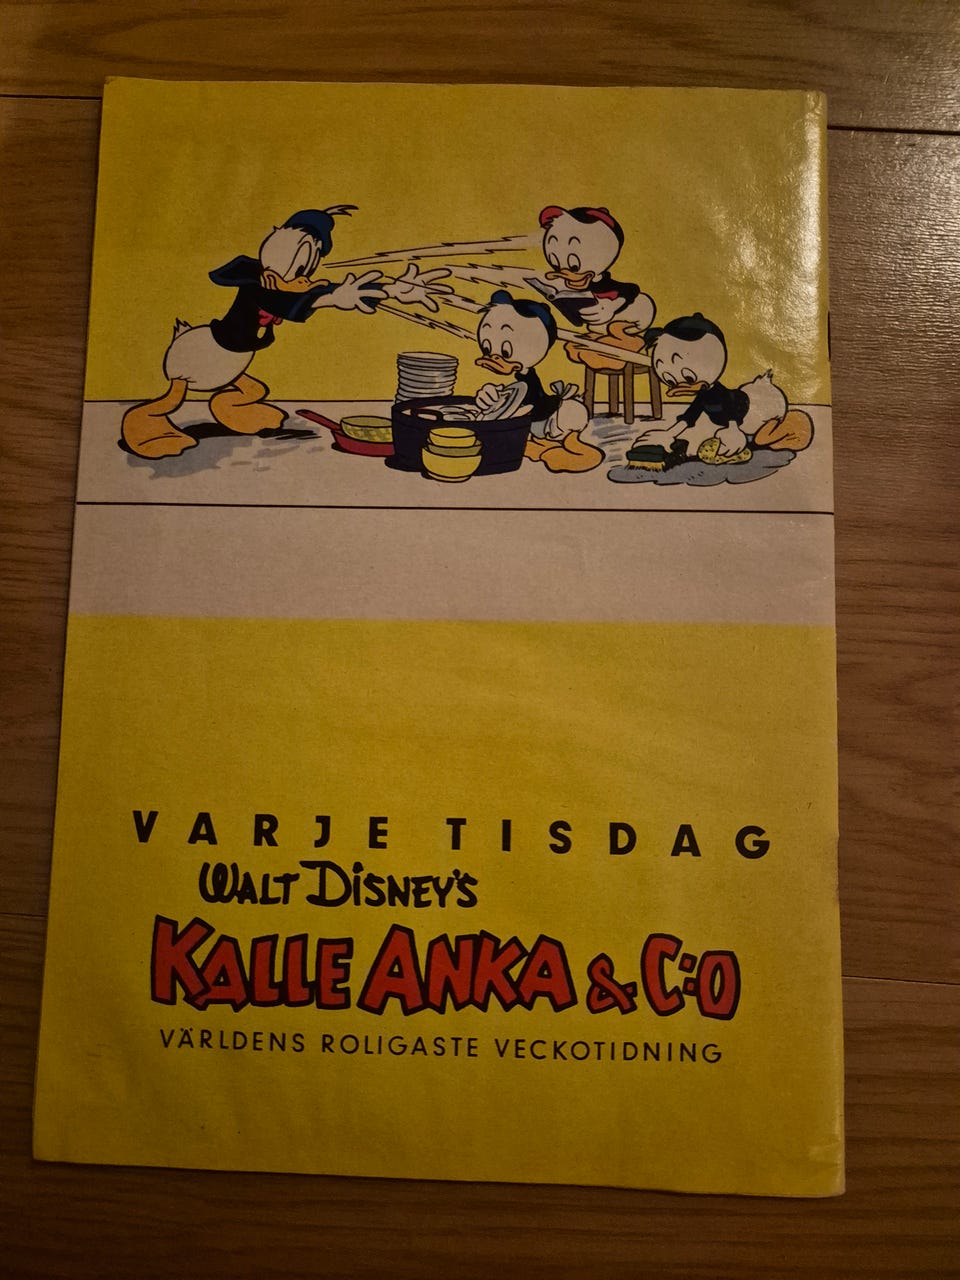 VARJE TISDAG
WALT DISNEY'S
KALLE ANKA & C:O
VÄRLDENS ROLIGASTE VECKOTIDNING